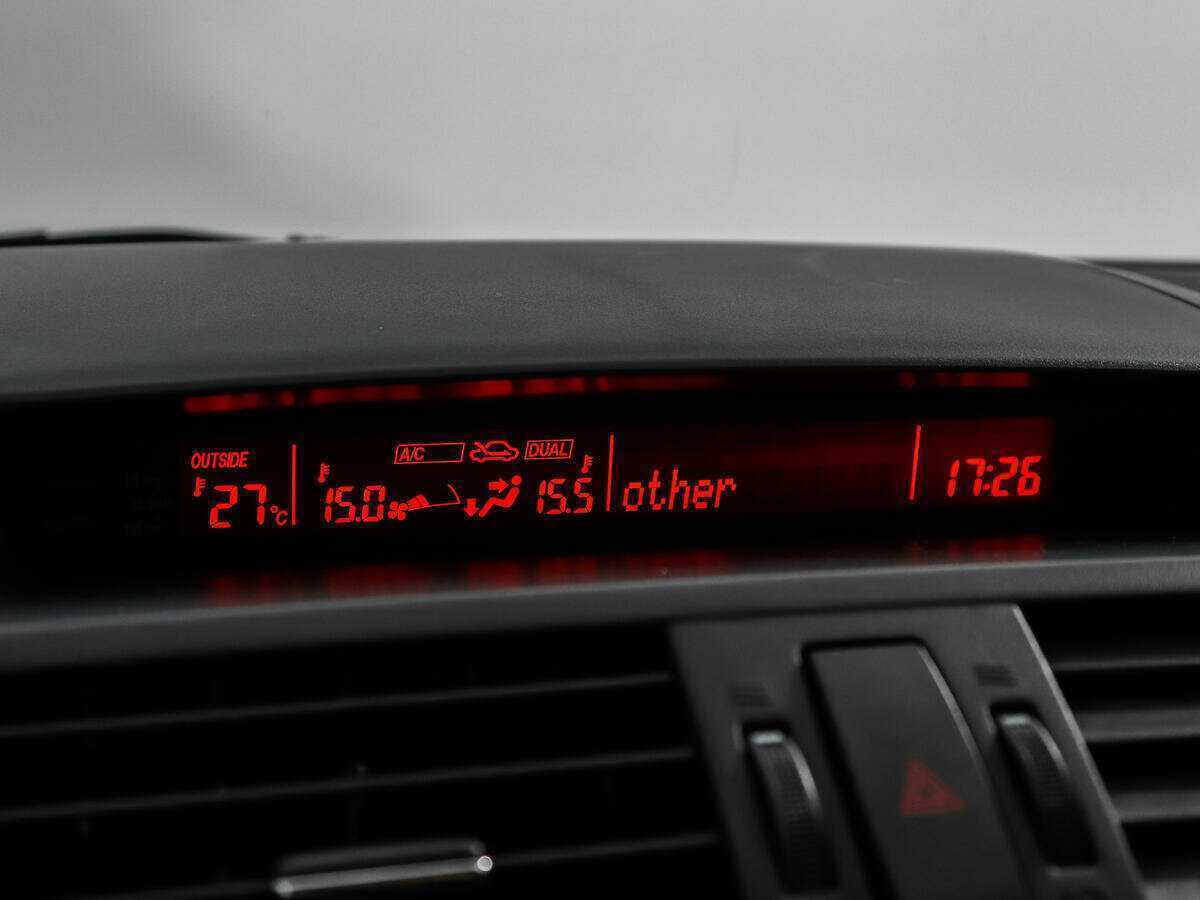 OUTSIDE A/C DUAL
27°C 15.0 15.5 other 17:26